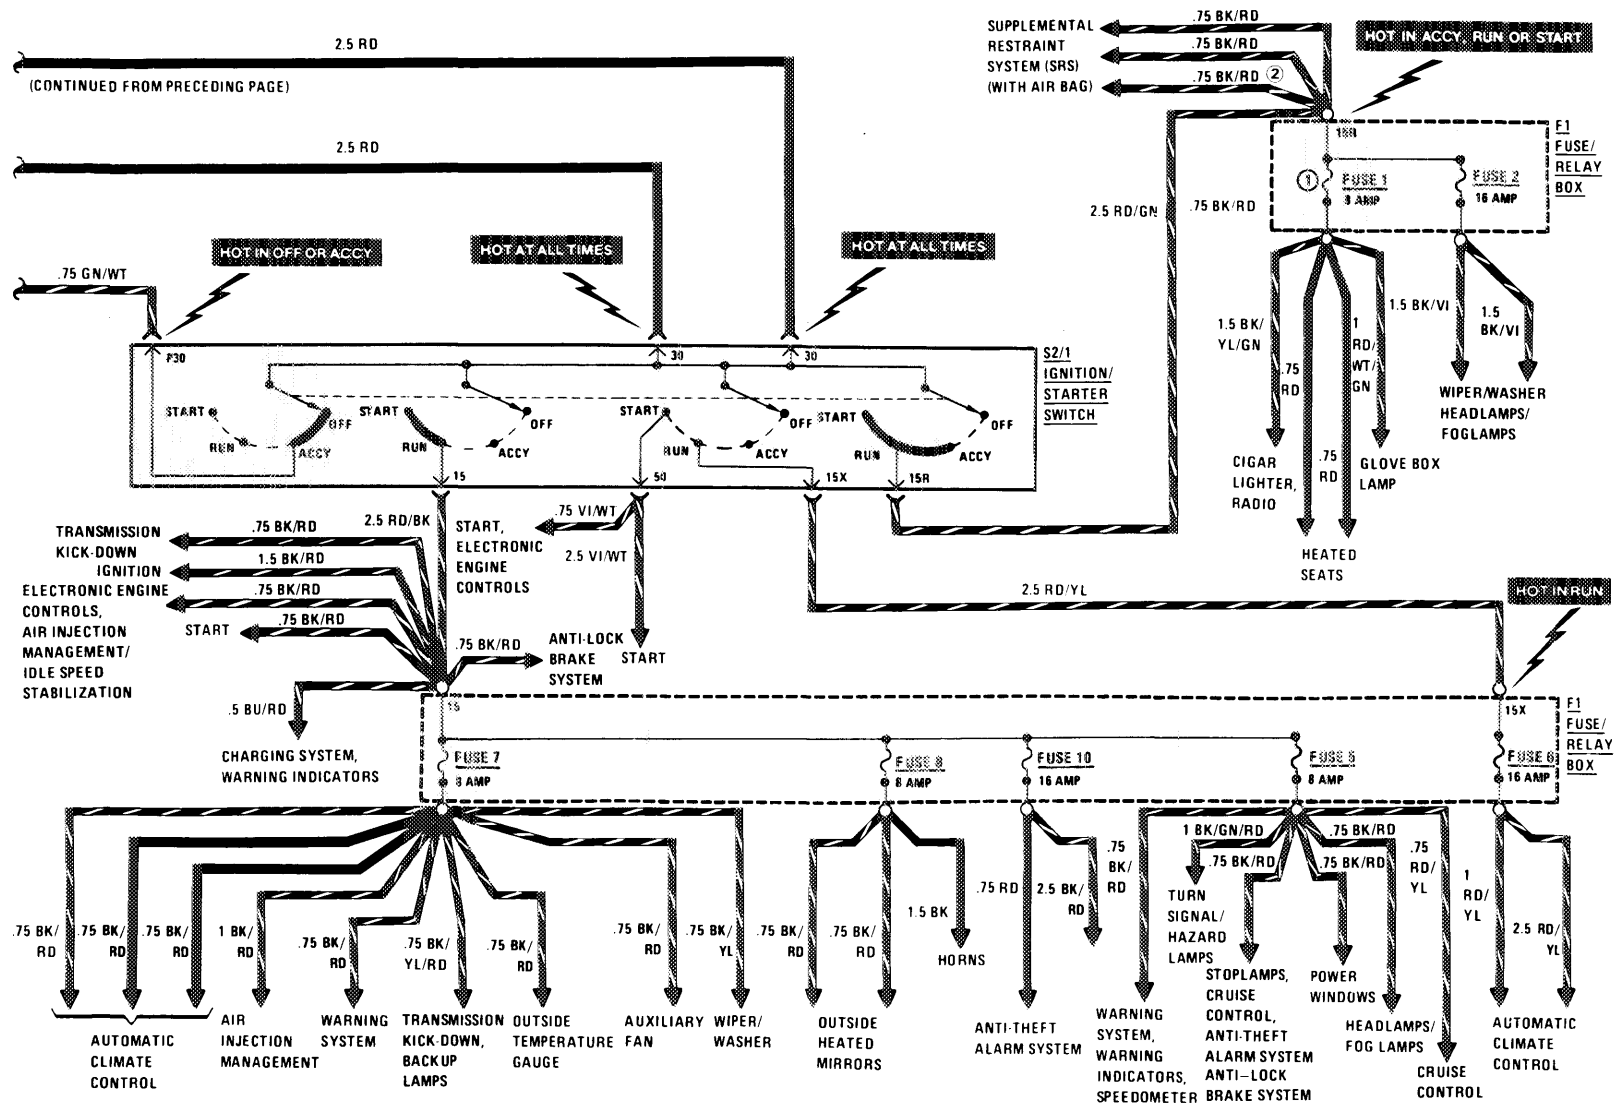 2.5 RD
(CONTINUED FROM PRECEDING PAGE)
2.5 RD
.75 GN/WT
HOT IN OFF OR ACCY
HOT AT ALL TIMES
HOT AT ALL TIMES
SUPPLEMENTAL
RESTRAINT
SYSTEM (SRS)
(WITH AIR BAG)
.75 BK/RD
.75 BK/RD
.75 BK/RD
2
HOT IN ACCY RUN OR START
15R
F1
FUSE/
RELAY
BOX
1
FUSE 1
8 AMP
FUSE 2
16 AMP
2.5 RD/GN
.75 BK/RD
1.5 BK/
YL/GN
.75
RD
1
RD/
WT/
GN
.75
RD
1.5 BK/VI
1.5
BK/VI
CIGAR
LIGHTER,
RADIO
HEATED
SEATS
GLOVE BOX
LAMP
WIPER/WASHER
HEADLAMPS/
FOGLAMPS
P30
30
30
S2/1
IGNITION/
STARTER
SWITCH
START
RUN
ACCY
OFF
START
RUN
ACCY
OFF
START
RUN
ACCY
OFF
START
RUN
ACCY
OFF
15
50
15X
15R
TRANSMISSION
KICK-DOWN
IGNITION
ELECTRONIC ENGINE
CONTROLS,
AIR INJECTION
MANAGEMENT/
IDLE SPEED
STABILIZATION
START
.75 BK/RD
1.5 BK/RD
.75 BK/RD
.75 BK/RD
2.5 RD/BK
START,
ELECTRONIC
ENGINE
CONTROLS
.75 VI/WT
2.5 VI/WT
START
.75 BK/RD
ANTI-LOCK
BRAKE
SYSTEM
2.5 RD/YL
HOT IN RUN
.5 BU/RD
CHARGING SYSTEM,
WARNING INDICATORS
15
FUSE 7
8 AMP
FUSE 8
8 AMP
FUSE 10
16 AMP
FUSE 5
8 AMP
15X
FUSE 6
16 AMP
F1
FUSE/
RELAY
BOX
.75 BK/
RD
.75 BK/
RD
.75 BK/
RD
1 BK/
RD
.75 BK/
RD
.75 BK/
YL/RD
.75 BK/
RD
.75 BK/
RD
.75 BK/
YL
.75 BK/
RD
.75 BK/
RD
1.5 BK
HORNS
.75 RD
2.5 BK/
RD
.75
BK/
RD
1 BK/GN/RD
.75 BK/RD
.75 BK/RD
.75 BK/RD
.75
RD/
YL
1
RD/
YL
2.5 RD/
YL
AUTOMATIC
CLIMATE
CONTROL
AIR
INJECTION
MANAGEMENT
WARNING
SYSTEM
TRANSMISSION
KICK-DOWN,
BACKUP
LAMPS
OUTSIDE
TEMPERATURE
GAUGE
AUXILIARY
FAN
WIPER/
WASHER
OUTSIDE
HEATED
MIRRORS
ANTI-THEFT
ALARM SYSTEM
WARNING
SYSTEM,
WARNING
INDICATORS,
SPEEDOMETER
TURN
SIGNAL/
HAZARD
LAMPS
STOPLAMPS,
CRUISE
CONTROL,
ANTI-THEFT
ALARM SYSTEM
ANTI-LOCK
BRAKE SYSTEM
POWER
WINDOWS
HEADLAMPS/
FOG LAMPS
CRUISE
CONTROL
AUTOMATIC
CLIMATE
CONTROL